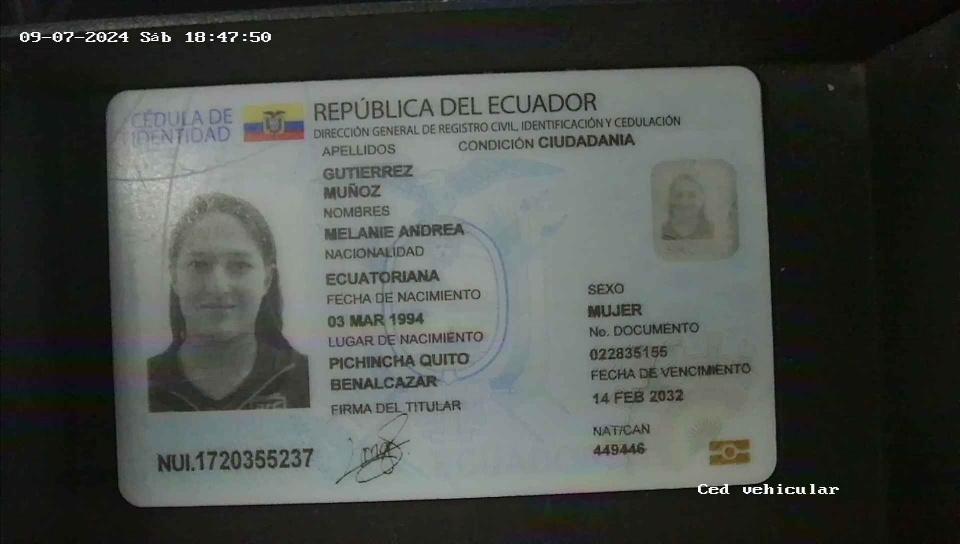 09-07-2024 Sáb 18:47:50
CÉDULA DE
IDENTIDAD
REPÚBLICA DEL ECUADOR
DIRECCIÓN GENERAL DE REGISTRO CIVIL, IDENTIFICACIÓN Y CEDULACIÓN
APELLIDOS
CONDICIÓN CIUDADANIA
GUTIERREZ
MUÑOZ
NOMBRES
MELANIE ANDREA
NACIONALIDAD
ECUATORIANA
FECHA DE NACIMIENTO
03 MAR 1994
LUGAR DE NACIMIENTO
PICHINCHA QUITO
BENALCAZAR
FIRMA DEL TITULAR
SEXO
MUJER
No. DOCUMENTO
022835155
FECHA DE VENCIMIENTO
14 FEB 2032
NAT/CAN
449446
NUI.1720355237
Ced vehicular